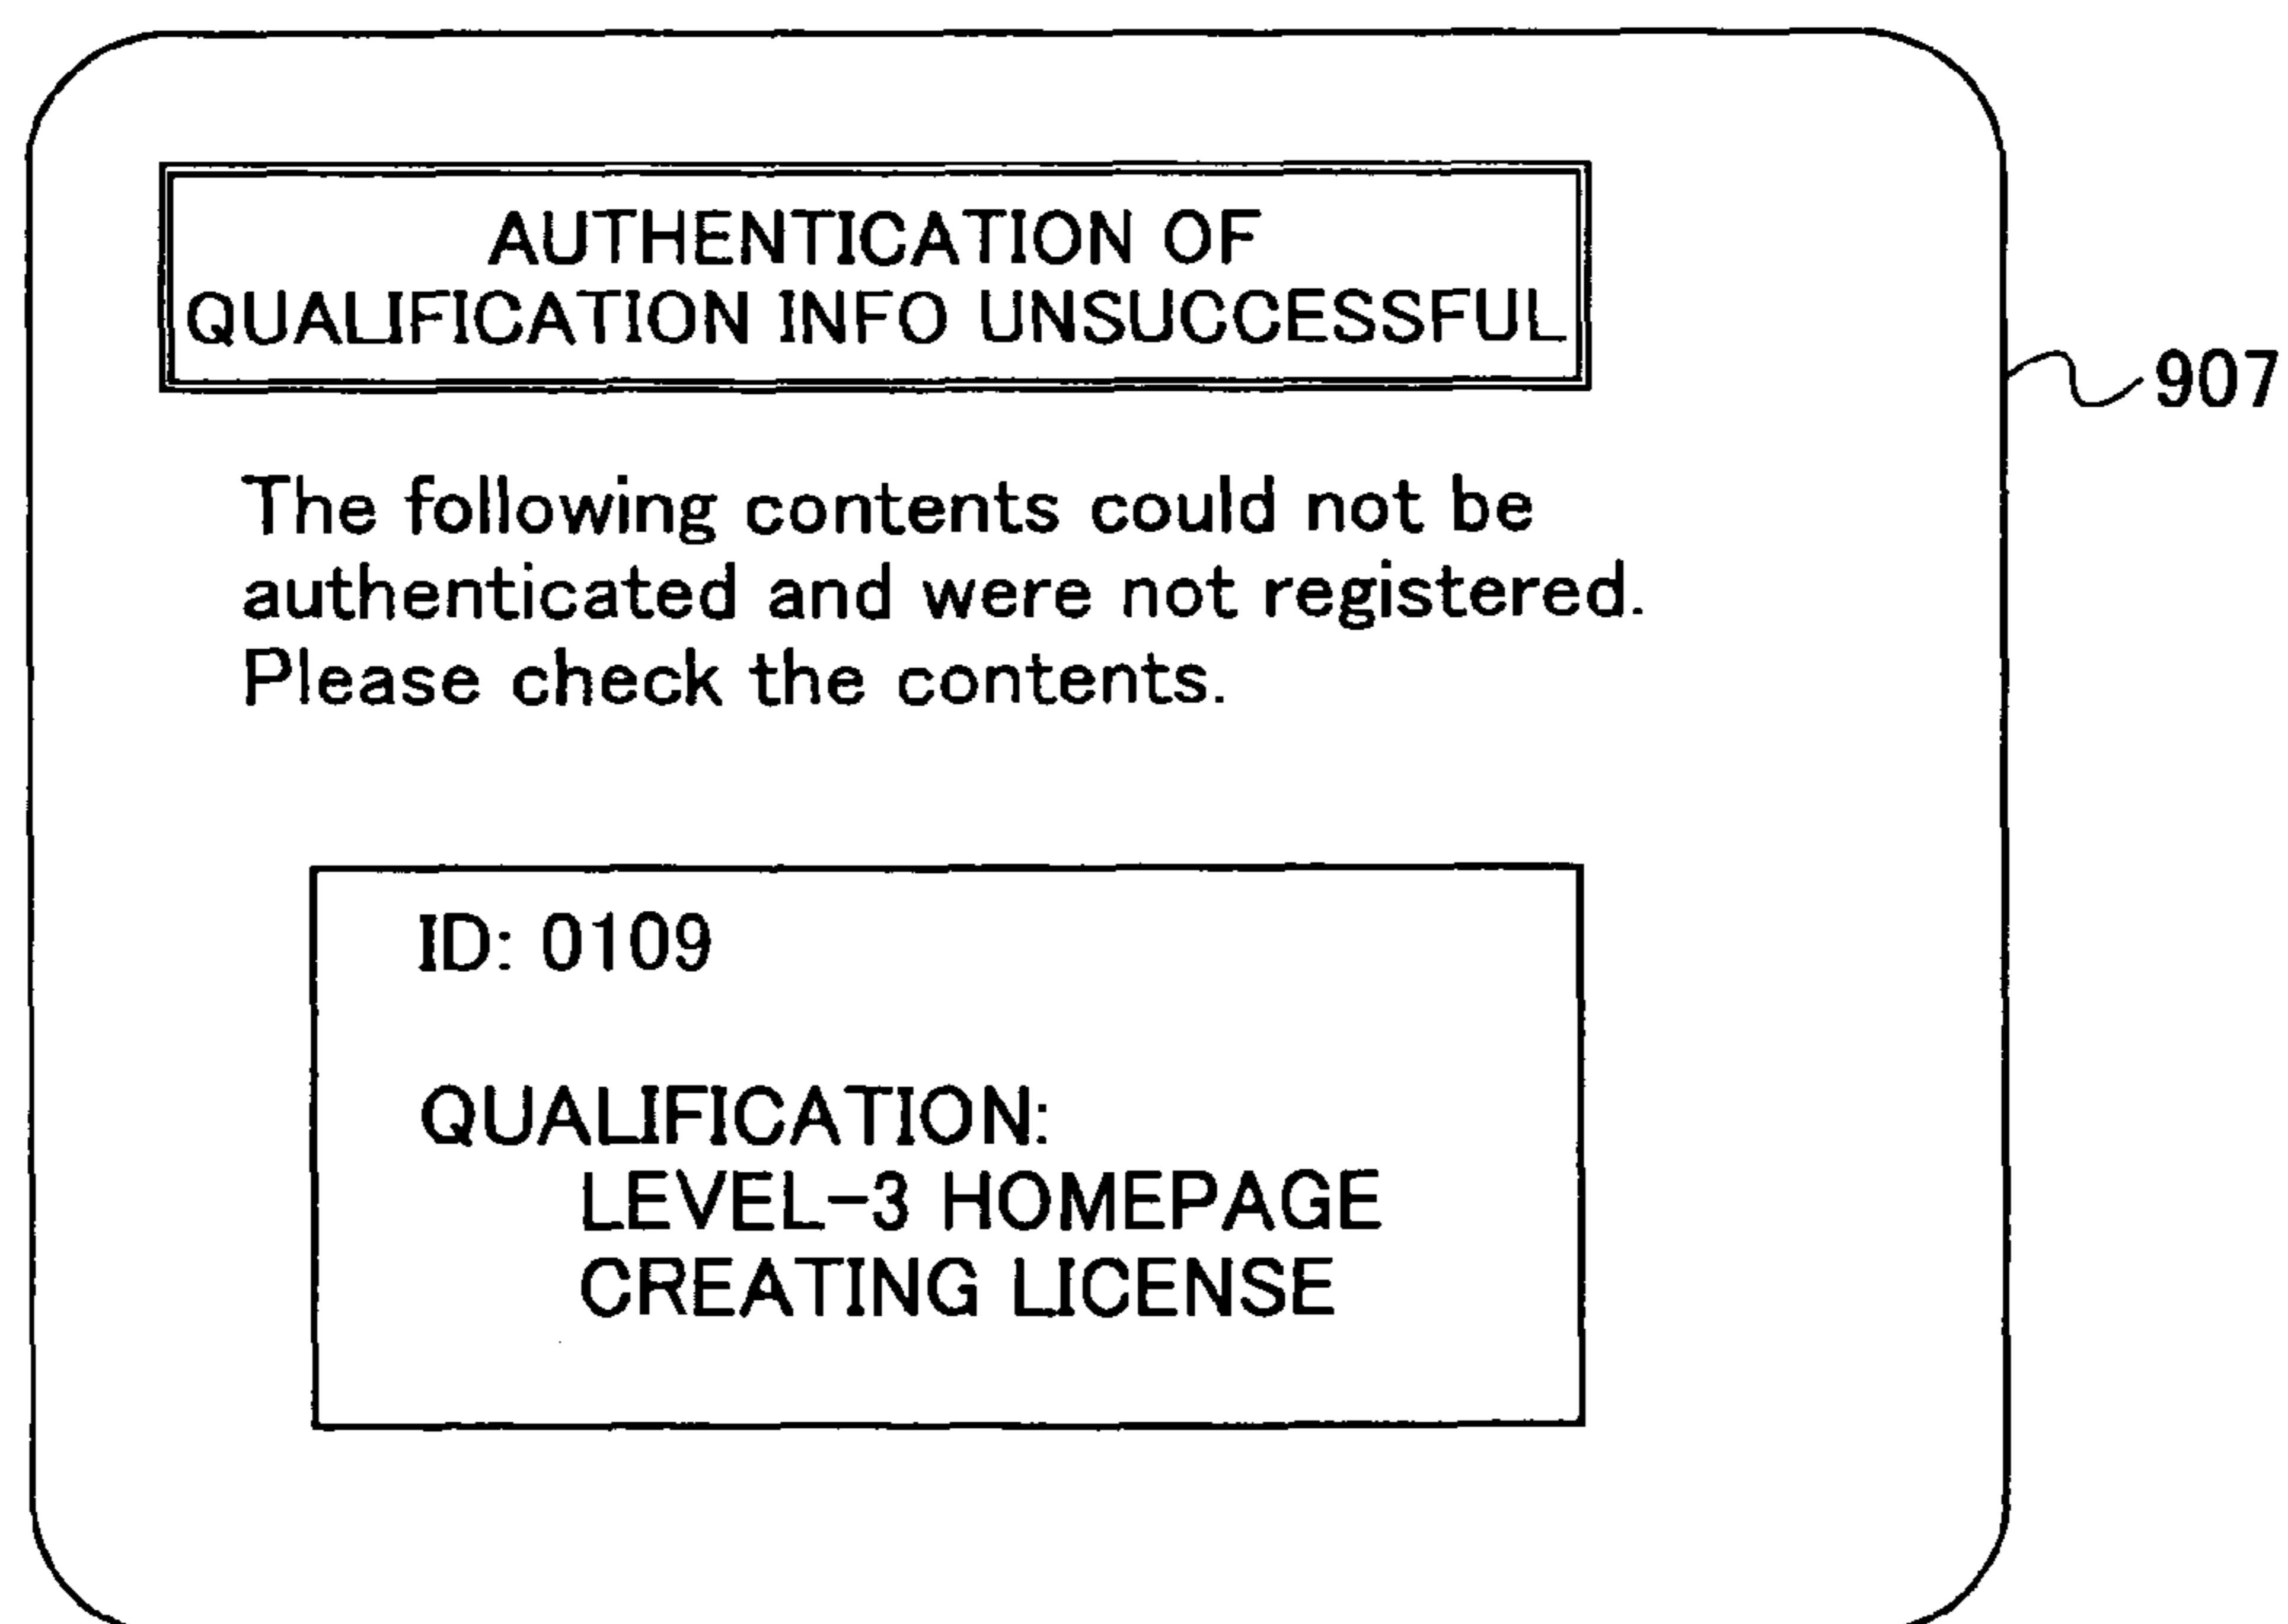 AUTHENTICATION OF
QUALIFICATION INFO UNSUCCESSFUL
907
The following contents could not be
authenticated and were not registered.
Please check the contents.
ID: 0109
QUALIFICATION:
LEVEL-3 HOMEPAGE
CREATING LICENSE